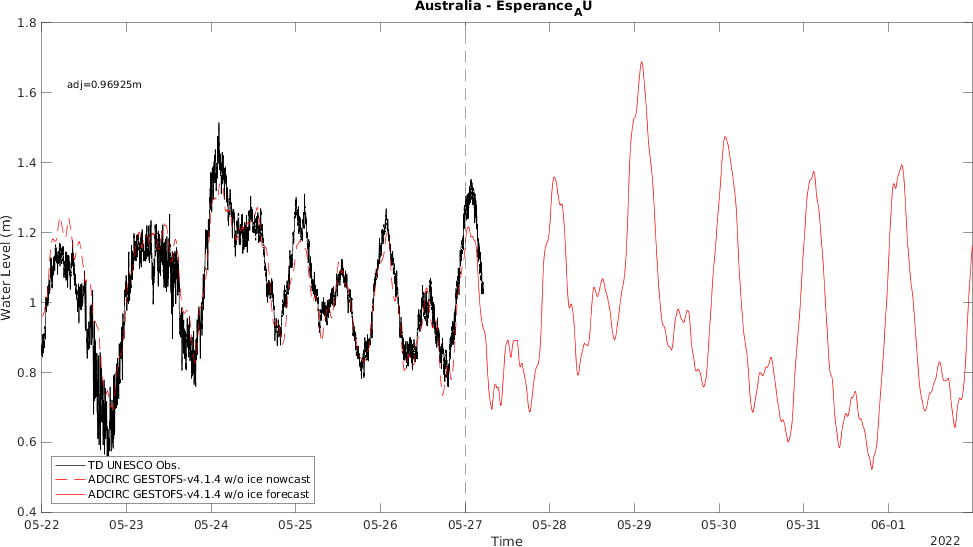 Australia - Esperance_AU
1.8
1.6
1.4
1.2
1
0.8
0.6
0.4
Water Level (m)
adj=0.96925m
TD UNESCO Obs.
ADCIRC GESTOFS-v4.1.4 w/o ice nowcast
ADCIRC GESTOFS-v4.1.4 w/o ice forecast
05-22 05-23 05-24 05-25 05-26 05-27 05-28 05-29 05-30 05-31 06-01
Time
2022